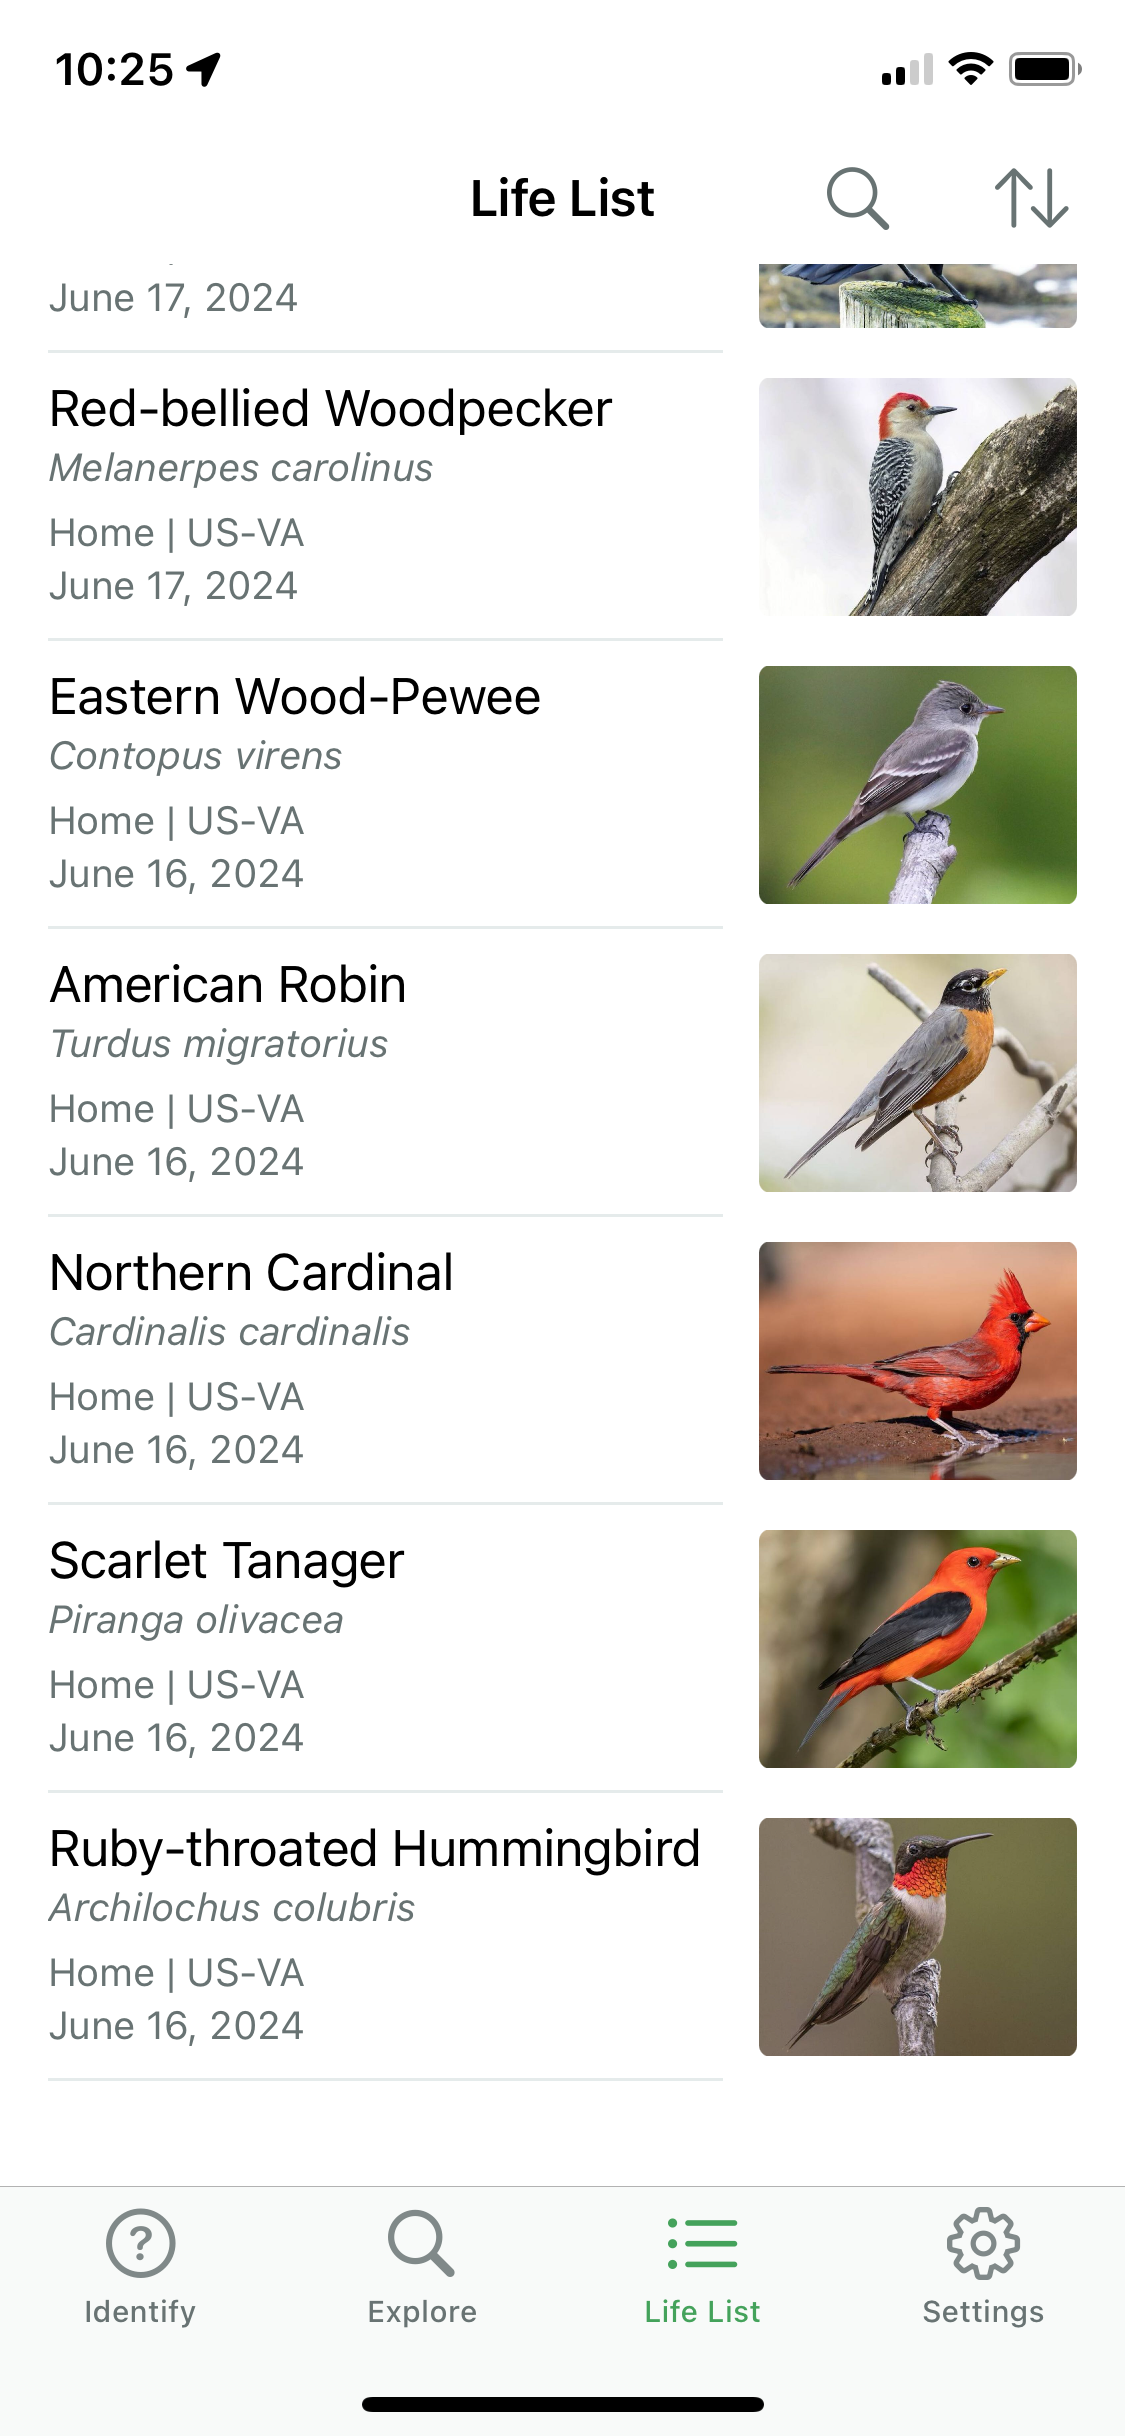 10:25
Life List
June 17, 2024
Red-bellied Woodpecker
Melanerpes carolinus
Home | US-VA
June 17, 2024
Eastern Wood-Pewee
Contopus virens
Home | US-VA
June 16, 2024
American Robin
Turdus migratorius
Home | US-VA
June 16, 2024
Northern Cardinal
Cardinalis cardinalis
Home | US-VA
June 16, 2024
Scarlet Tanager
Piranga olivacea
Home | US-VA
June 16, 2024
Ruby-throated Hummingbird
Archilochus colubris
Home | US-VA
June 16, 2024
Identify
Explore
Life List
Settings